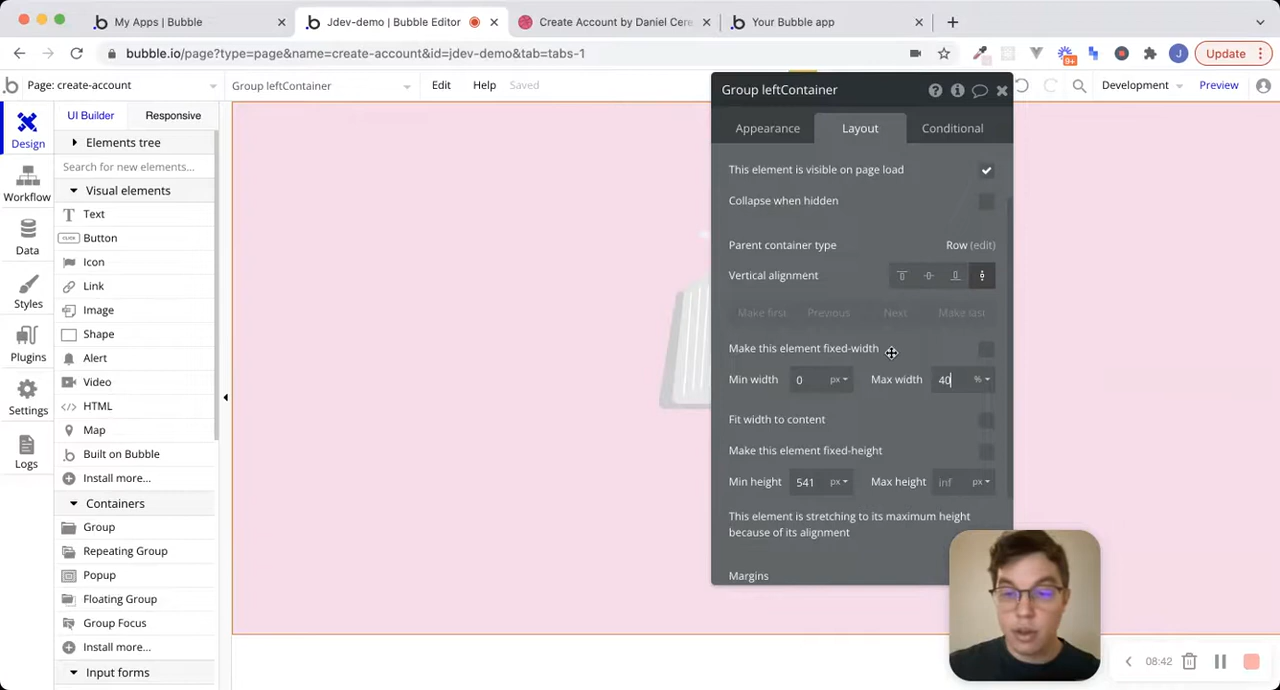 My Apps | Bubble
Jdev-demo | Bubble Editor
Create Account by Daniel Cere
Your Bubble app
bubble.io/page?type=page&name=create-account&id=jdev-demo&tab=tabs-1
9+
J
Update
Page: create-account
Group leftContainer
Edit
Help
Saved
Development
Preview
Design
Workflow
Data
Styles
Plugins
Settings
Logs
UI Builder
Responsive
Elements tree
Search for new elements...
Visual elements
Text
Button
Icon
Link
Image
Shape
Alert
Video
HTML
Map
Built on Bubble
Install more...
Containers
Group
Repeating Group
Popup
Floating Group
Group Focus
Install more...
Input forms
Group leftContainer
Appearance
Layout
Conditional
This element is visible on page load
Collapse when hidden
Parent container type Row (edit)
Vertical alignment
Make first Previous Next Make last
Make this element fixed-width
Min width 0 px Max width 40 %
Fit width to content
Make this element fixed-height
Min height 541 px Max height inf px
This element is stretching to its maximum height
because of its alignment
Margins
08:42